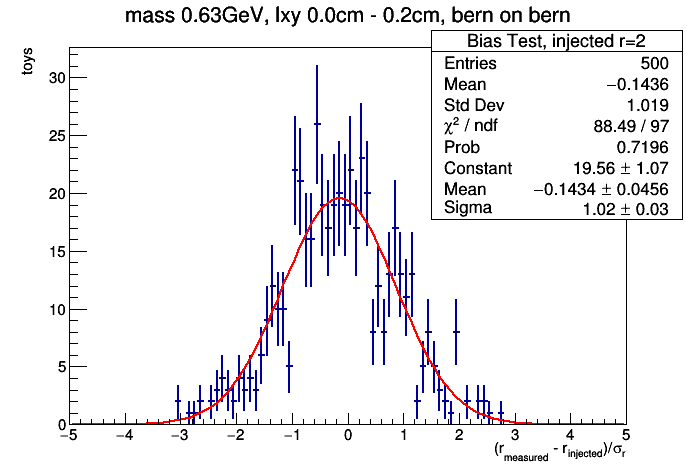 mass 0.63GeV, lxy 0.0cm - 0.2cm, bern on bern
Bias Test, injected r=2
Entries 500
Mean −0.1436
Std Dev 1.019
χ² / ndf 88.49 / 97
Prob 0.7196
Constant 19.56 ± 1.07
Mean −0.1434 ± 0.0456
Sigma 1.02 ± 0.03
toys
30
25
20
15
10
5
0
−5 −4 −3 −2 −1 0 1 2 3 4 5
(r_measured - r_injected)/σ_r